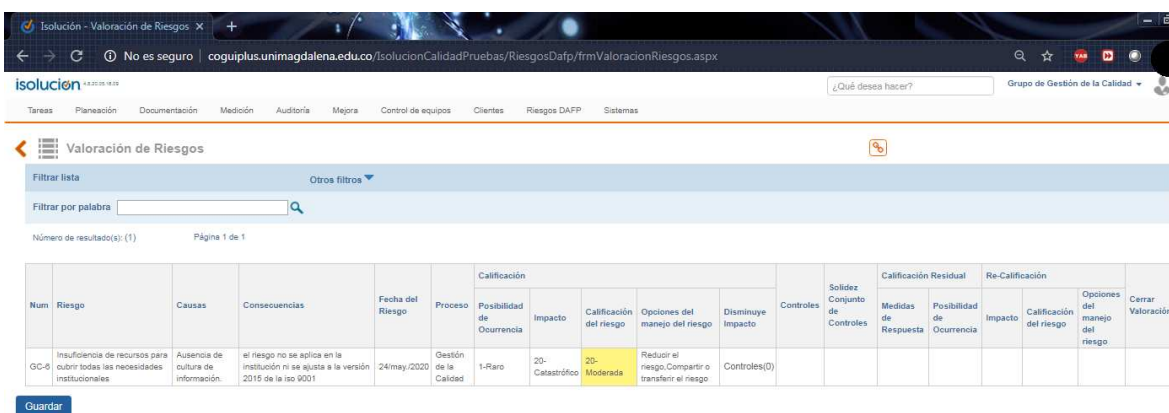 Isolución - Valoración de Riesgos
No es seguro | coguiplus.unimagdalena.edu.co/IsolucionCalidadPruebas/RiesgosDafp/frmValoracionRiesgos.aspx
isolución
¿Qué desea hacer?
Grupo de Gestión de la Calidad
Tareas Planeación Documentación Medición Auditoría Mejora Control de equipos Clientes Riesgos DAFP Sistemas
Valoración de Riesgos
Filtrar lista Otros filtros
Filtrar por palabra
Número de resultado(s): (1) Página 1 de 1
Calificación Calificación Residual Re-Calificación
Num Riesgo Causas Consecuencias Fecha del Riesgo Proceso Posibilidad de Ocurrencia Impacto Calificación del riesgo Opciones del manejo del riesgo Disminuye Impacto Controles Solidez Conjunto de Controles Medidas de Respuesta Posibilidad de Ocurrencia Impacto Calificación del riesgo Opciones del manejo del riesgo Cerrar Valoración
GC-6 Insuficiencia de recursos para cubrir todas las necesidades institucionales Ausencia de cultura de información. el riesgo no se aplica en la institución ni se ajusta a la versión 2015 de la iso 9001 24/may./2020 Gestión de la Calidad 1-Raro 20-Catastrófico 20-Moderada Reducir el riesgo,Compartir o transferir el riesgo Controles(0)
Guardar